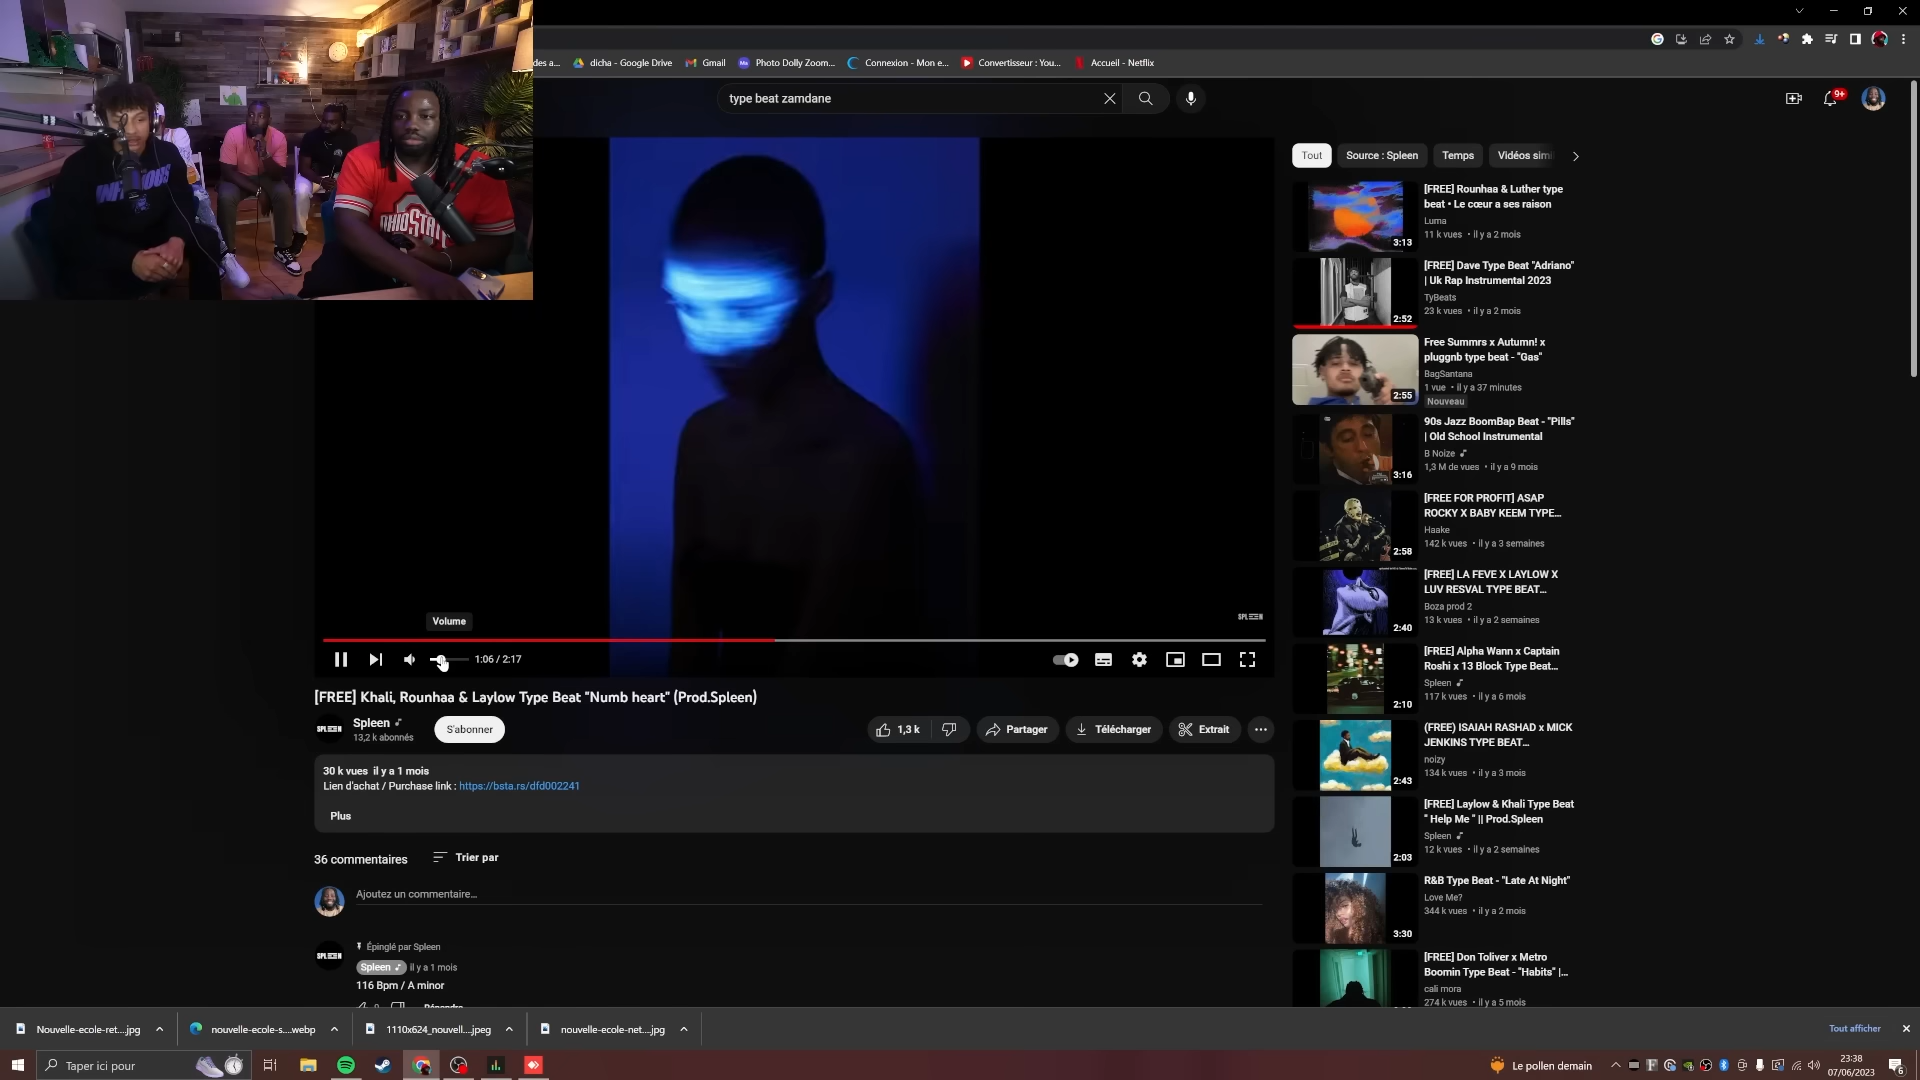 des a...
dicha - Google Drive
Gmail
Photo Dolly Zoom...
Connexion - Mon e...
Convertisseur : You...
Accueil - Netflix
type beat zamdane
9+
OHIO STATE
SPLEEN
Volume
1:06 / 2:17
[FREE] Khali, Rounhaa & Laylow Type Beat "Numb heart" (Prod.Spleen)
SPLEEN
Spleen
13,2 k abonnés
S'abonner
1,3 k
Partager
Télécharger
Extrait
30 k vues il y a 1 mois
Lien d'achat / Purchase link : https://bsta.rs/dfd002241
Plus
36 commentaires
Trier par
Ajoutez un commentaire...
SPLEEN
Épinglé par Spleen
Spleen
il y a 1 mois
116 Bpm / A minor
Répondre
Tout
Source : Spleen
Temps
Vidéos simi
[FREE] Rounhaa & Luther type
beat • Le cœur a ses raison
Luma
11 k vues • il y a 2 mois
3:13
[FREE] Dave Type Beat "Adriano"
| Uk Rap Instrumental 2023
TyBeats
23 k vues • il y a 2 mois
2:52
Free Summrs x Autumn! x
pluggnb type beat - "Gas"
BagSantana
1 vue • il y a 37 minutes
Nouveau
2:55
90s Jazz BoomBap Beat - "Pills"
| Old School Instrumental
B Noize
1,3 M de vues • il y a 9 mois
3:16
[FREE FOR PROFIT] ASAP
ROCKY X BABY KEEM TYPE...
Haake
142 k vues • il y a 3 semaines
2:58
[FREE] LA FEVE X LAYLOW X
LUV RESVAL TYPE BEAT...
Boza prod 2
13 k vues • il y a 2 semaines
2:40
[FREE] Alpha Wann x Captain
Roshi x 13 Block Type Beat...
Spleen
117 k vues • il y a 6 mois
2:10
(FREE) ISAIAH RASHAD x MICK
JENKINS TYPE BEAT...
noizy
134 k vues • il y a 3 mois
2:43
[FREE] Laylow & Khali Type Beat
" Help Me " || Prod.Spleen
Spleen
12 k vues • il y a 2 semaines
2:03
R&B Type Beat - "Late At Night"
Love Me?
344 k vues • il y a 2 mois
3:30
[FREE] Don Toliver x Metro
Boomin Type Beat - "Habits" |...
cali mora
274 k vues • il y a 5 mois
Nouvelle-ecole-ret....jpg
nouvelle-ecole-s....webp
1110x624_nouvell....jpeg
nouvelle-ecole-net....jpg
Tout afficher
Taper ici pour
Le pollen demain
23:38
07/06/2023
6